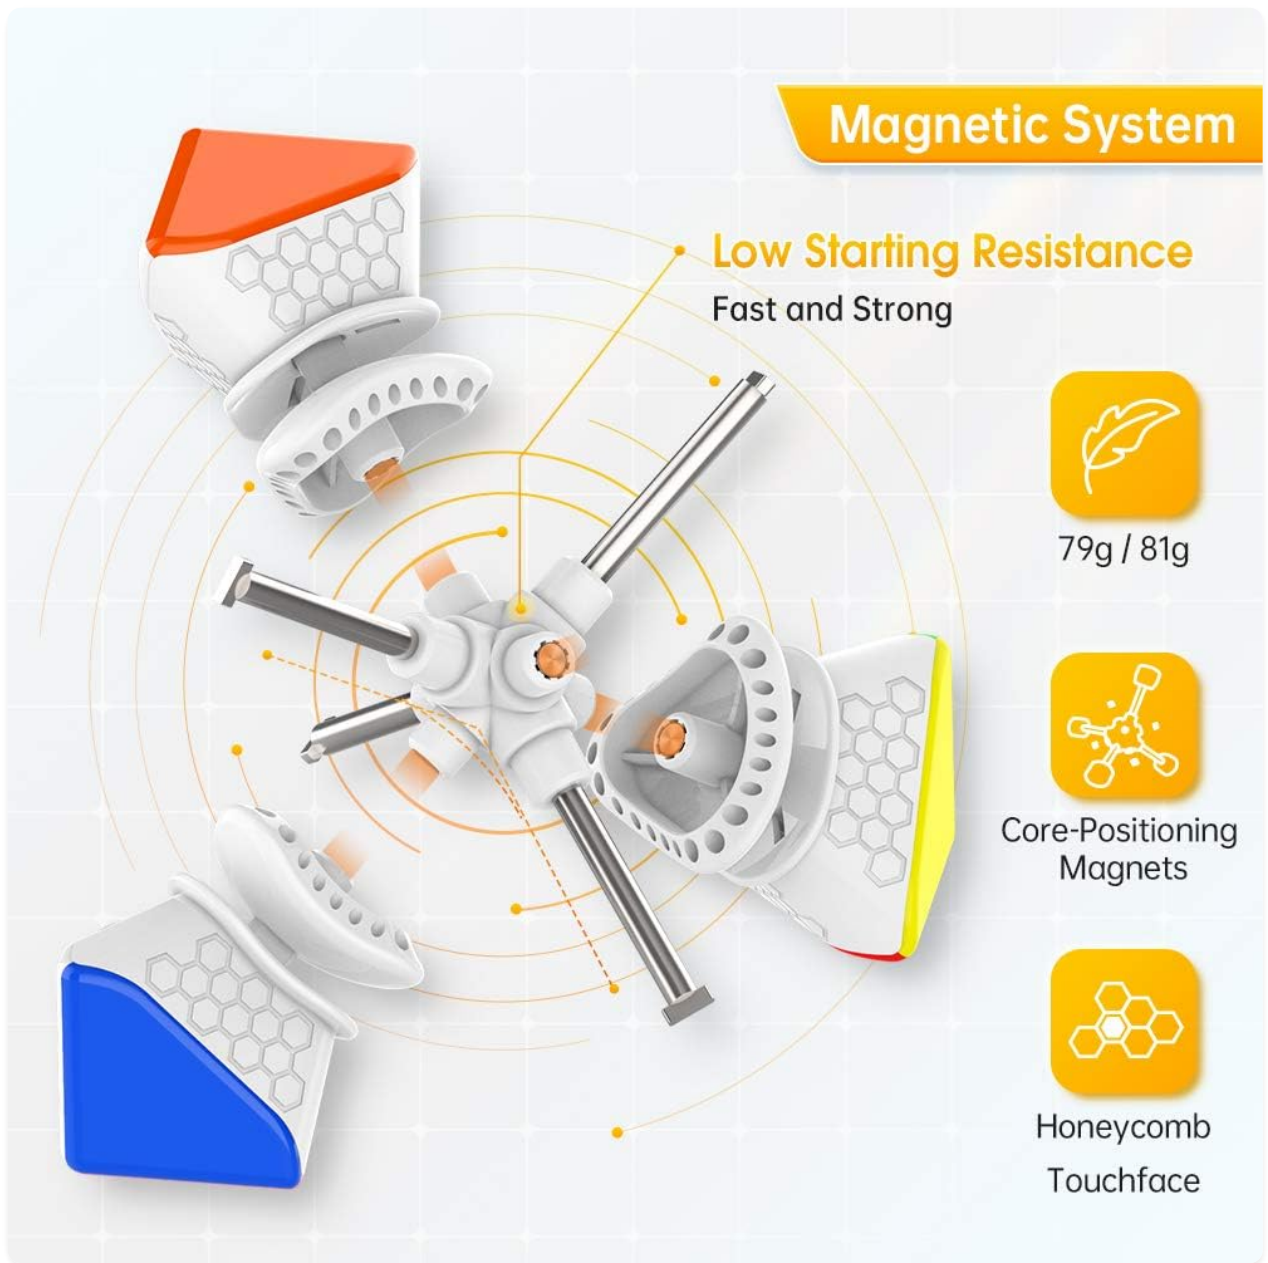 Magnetic System
Low Starting Resistance
Fast and Strong
79g / 81g
Core-Positioning
Magnets
Honeycomb
Touchface